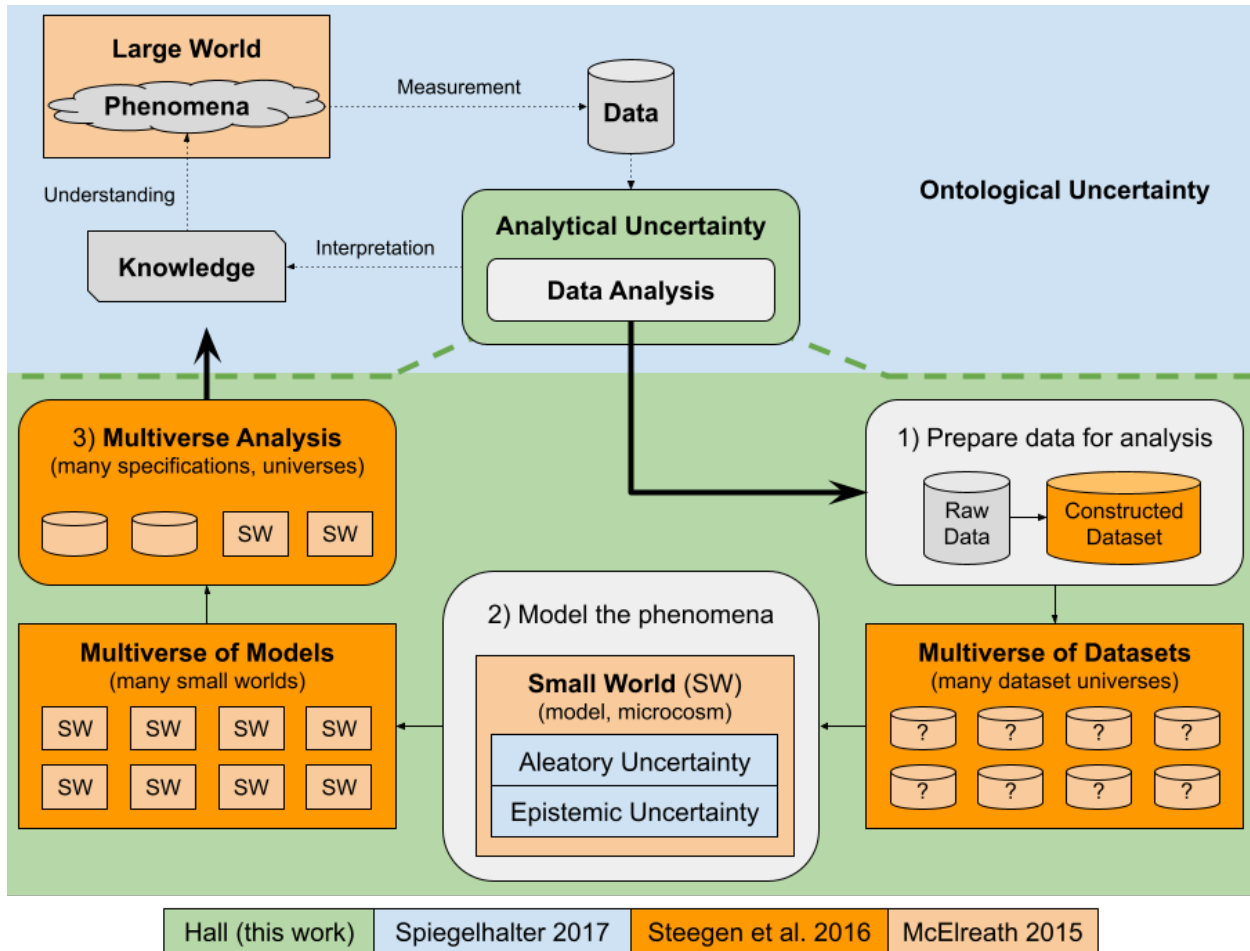 Large World
Phenomena
Measurement
Data
Understanding
Ontological Uncertainty
Analytical Uncertainty
Interpretation
Knowledge
Data Analysis
3) Multiverse Analysis
(many specifications, universes)
SW SW
1) Prepare data for analysis
Raw
Data
Constructed
Dataset
2) Model the phenomena
Small World (SW)
(model, microcosm)
Aleatory Uncertainty
Epistemic Uncertainty
Multiverse of Models
(many small worlds)
SW SW SW SW
SW SW SW SW
Multiverse of Datasets
(many dataset universes)
? ? ? ?
? ? ? ?
Hall (this work) Spiegelhalter 2017 Steegen et al. 2016 McElreath 2015